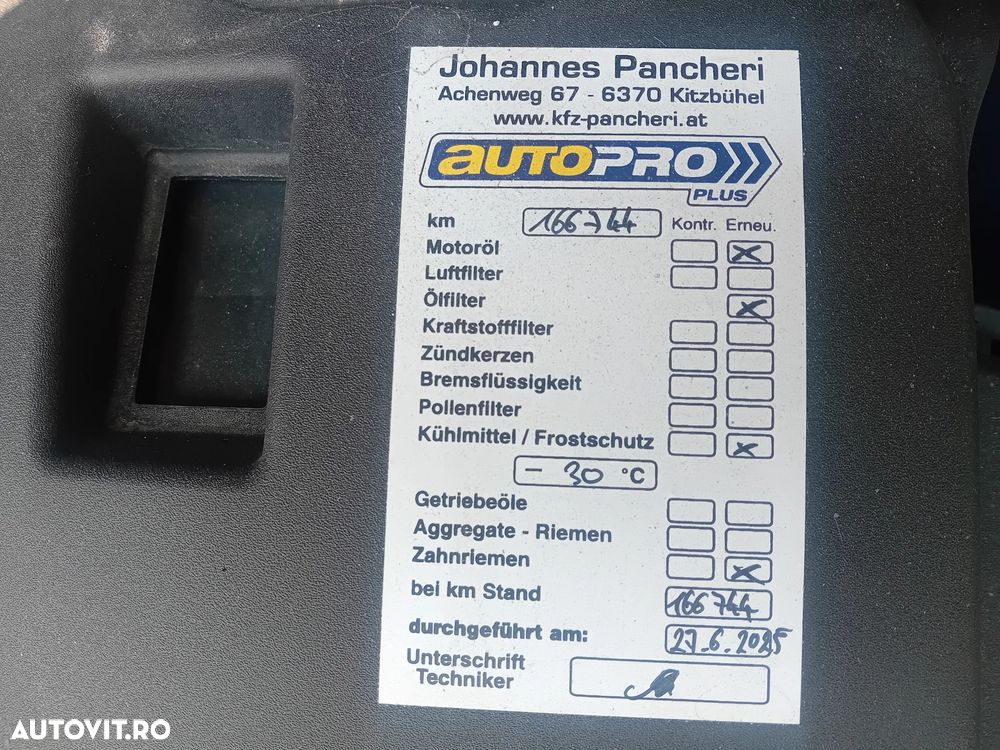 Johannes Pancheri
Achenweg 67 - 6370 Kitzbühel
www.kfz-pancheri.at
AUTOPRO
PLUS
km 166744 Kontr. Erneu.
Motoröl x
Luftfilter
Ölfilter x
Kraftstofffilter
Zündkerzen
Bremsflüssigkeit
Pollenfilter
Kühlmittel / Frostschutz x
- 30 °C
Getriebeöle
Aggregate - Riemen
Zahnriemen x
bei km Stand 166744
durchgeführt am: 27.6.2025
Unterschrift
Techniker
AUTOVIT.RO
AUTOVIT.RO